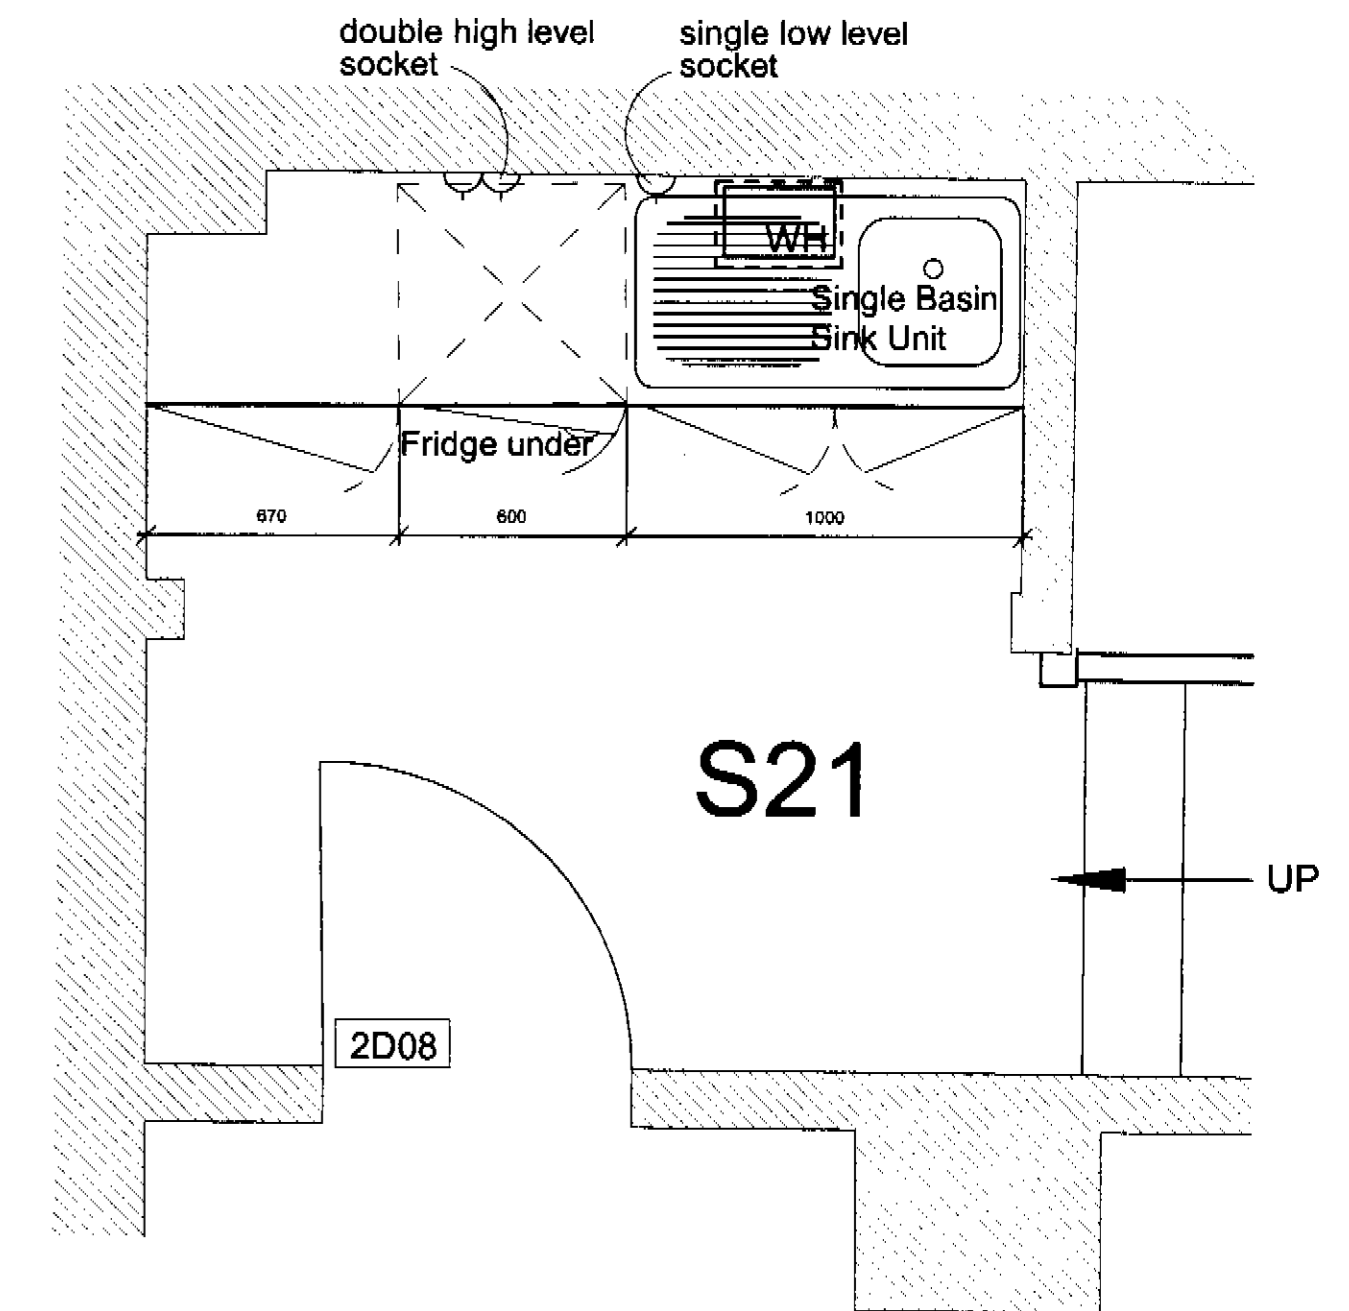 double high level
socket
single low level
socket
WH
Single Basin
Sink Unit
Fridge under
670
600
1000
S21
UP
2D08